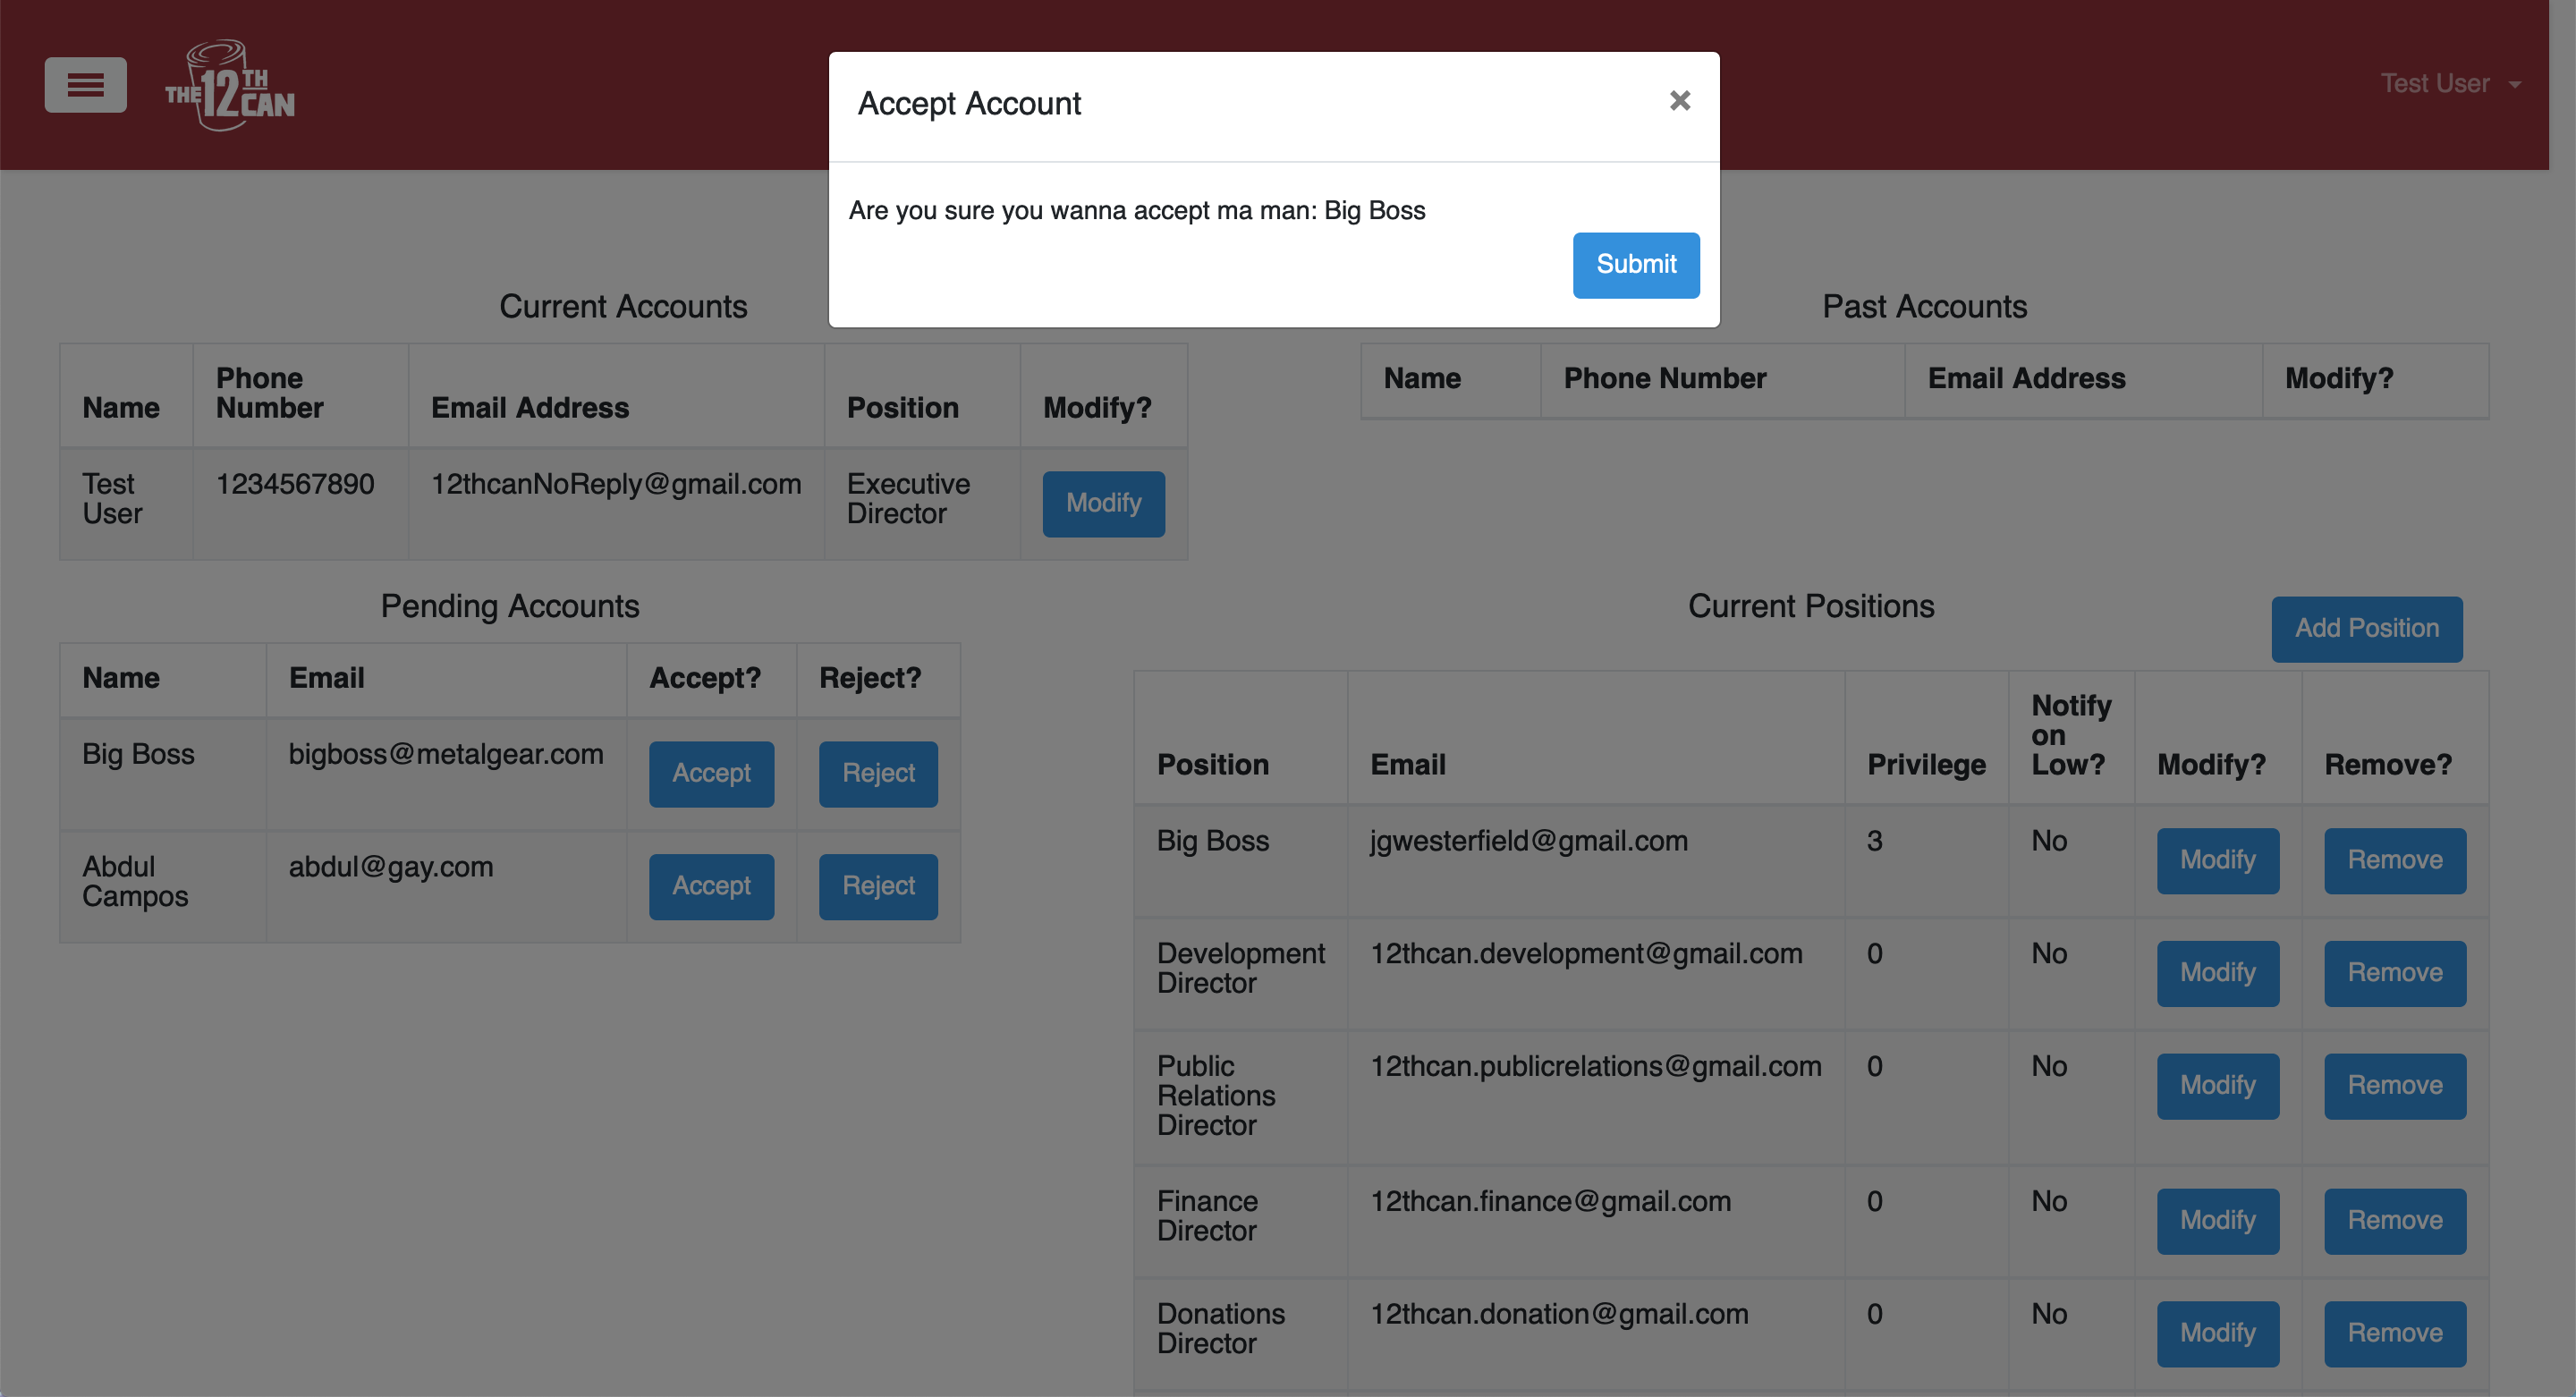 THE 12TH CAN
Test User
Accept Account
×
Are you sure you wanna accept ma man: Big Boss
Submit
Current Accounts
Name
Phone
Number
Email Address
Position
Modify?
Test
User
1234567890
12thcanNoReply@gmail.com
Executive
Director
Modify
Past Accounts
Name
Phone Number
Email Address
Modify?
Pending Accounts
Name
Email
Accept?
Reject?
Big Boss
bigboss@metalgear.com
Accept
Reject
Abdul
Campos
abdul@gay.com
Accept
Reject
Current Positions
Add Position
Position
Email
Privilege
Notify
on
Low?
Modify?
Remove?
Big Boss
jgwesterfield@gmail.com
3
No
Modify
Remove
Development
Director
12thcan.development@gmail.com
0
No
Modify
Remove
Public
Relations
Director
12thcan.publicrelations@gmail.com
0
No
Modify
Remove
Finance
Director
12thcan.finance@gmail.com
0
No
Modify
Remove
Donations
Director
12thcan.donation@gmail.com
0
No
Modify
Remove